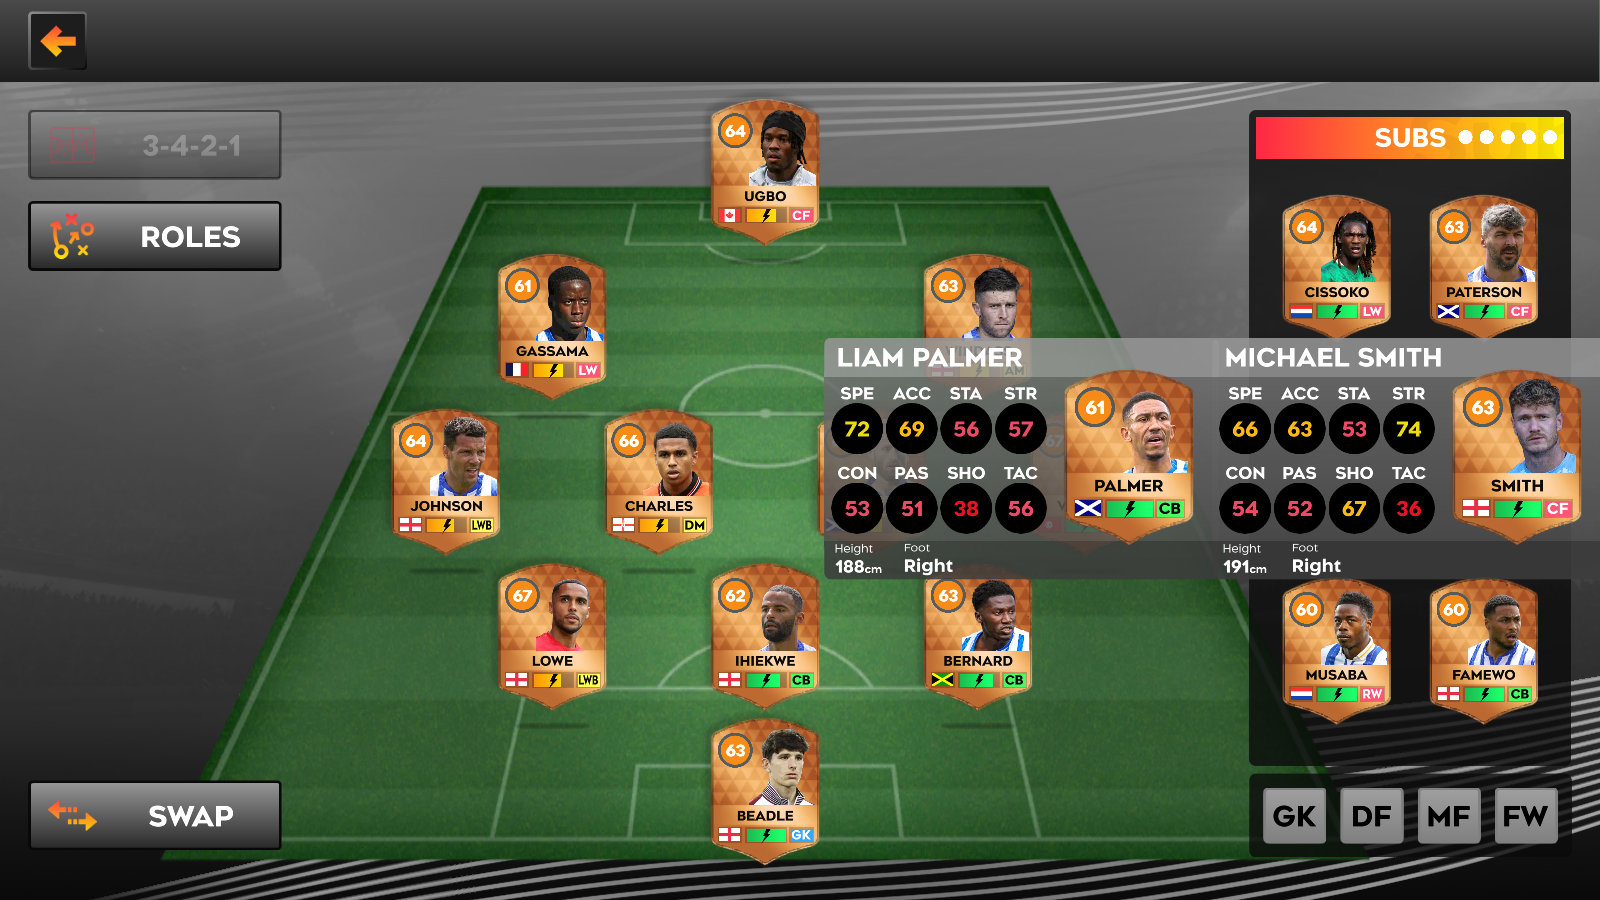 3-4-2-1
ROLES
SWAP
64
UGBO
CF
61
GASSAMA
LW
63
AM
64
JOHNSON
LWB
66
CHARLES
DM
67
67
LOWE
LWB
62
IHIEKWE
CB
63
BERNARD
CB
63
BEADLE
GK
SUBS
64
CISSOKO
LW
63
PATERSON
CF
LIAM PALMER
SPE ACC STA STR
72 69 56 57
CON PAS SHO TAC
53 51 38 56
Height Foot
188cm Right
61
PALMER
CB
MICHAEL SMITH
SPE ACC STA STR
66 63 53 74
CON PAS SHO TAC
54 52 67 36
Height Foot
191cm Right
63
SMITH
CF
60
MUSABA
RW
60
FAMEWO
CB
GK DF MF FW